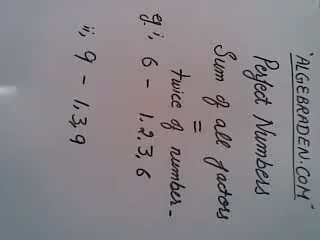 "ALGEBRADEN.COM"
Perfect Numbers
Sum of all factors
=
twice of number -
eg. i, 6 - 1, 2, 3, 6
ii, 9 - 1, 3, 9